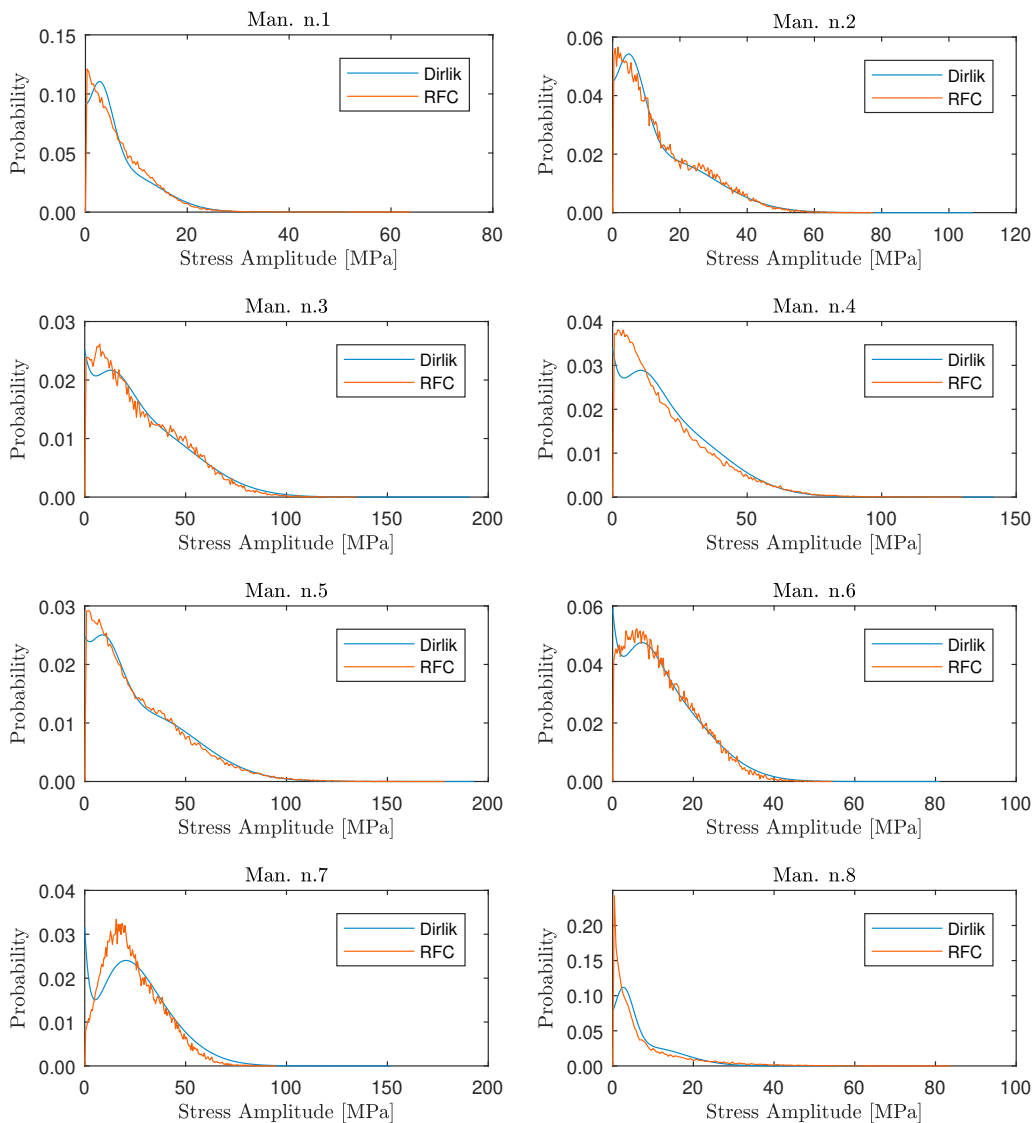 Man. n.1
0.15
0.10
0.05
0.00
Probability
Dirlik
RFC
0 20 40 60 80
Stress Amplitude [MPa]
Man. n.2
0.06
0.04
0.02
0.00
Probability
Dirlik
RFC
0 20 40 60 80 100 120
Stress Amplitude [MPa]
Man. n.3
0.03
0.02
0.01
0.00
Probability
Dirlik
RFC
0 50 100 150 200
Stress Amplitude [MPa]
Man. n.4
0.04
0.03
0.02
0.01
0.00
Probability
Dirlik
RFC
0 50 100 150
Stress Amplitude [MPa]
Man. n.5
0.03
0.02
0.01
0.00
Probability
Dirlik
RFC
0 50 100 150 200
Stress Amplitude [MPa]
Man. n.6
0.06
0.04
0.02
0.00
Probability
Dirlik
RFC
0 20 40 60 80 100
Stress Amplitude [MPa]
Man. n.7
0.04
0.03
0.02
0.01
0.00
Probability
Dirlik
RFC
0 50 100 150 200
Stress Amplitude [MPa]
Man. n.8
0.20
0.15
0.10
0.05
0.00
Probability
Dirlik
RFC
0 20 40 60 80 100
Stress Amplitude [MPa]